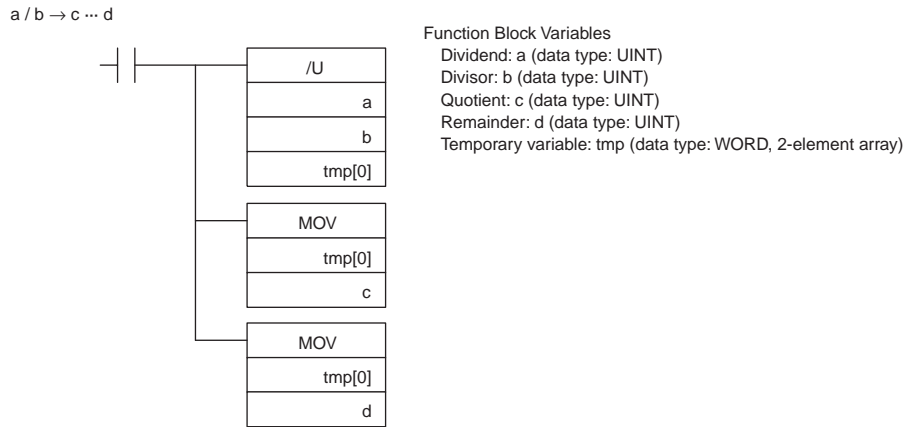 a / b → c ··· d
Function Block Variables
Dividend: a (data type: UINT)
Divisor: b (data type: UINT)
Quotient: c (data type: UINT)
Remainder: d (data type: UINT)
Temporary variable: tmp (data type: WORD, 2-element array)
/U
a
b
tmp[0]
MOV
tmp[0]
c
MOV
tmp[0]
d